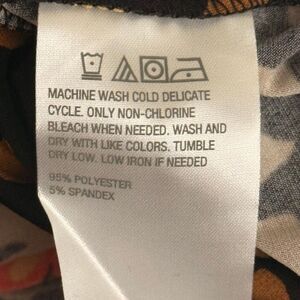 MACHINE WASH COLD DELICATE
CYCLE. ONLY NON-CHLORINE
BLEACH WHEN NEEDED. WASH AND
DRY WITH LIKE COLORS. TUMBLE
DRY LOW. LOW IRON IF NEEDED
95% POLYESTER
5% SPANDEX